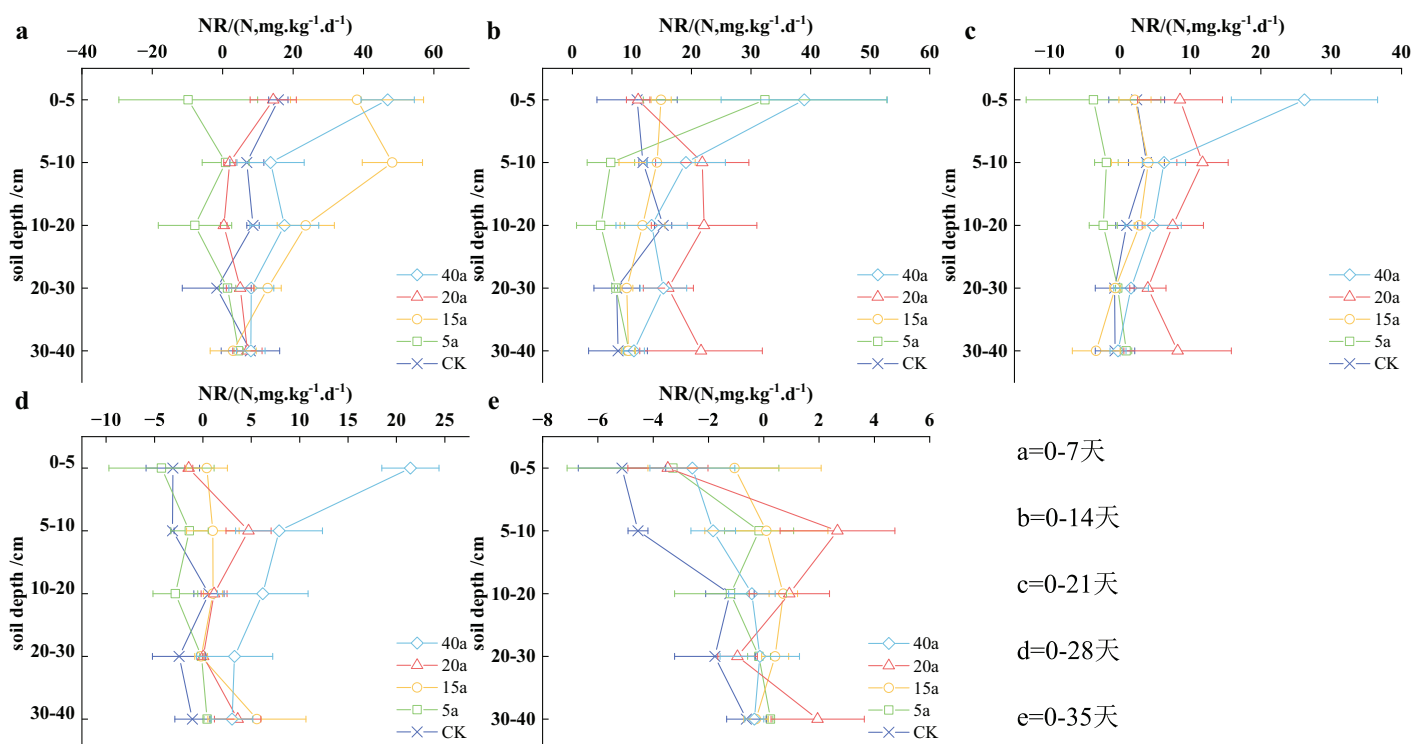 a
NR/(N,mg.kg⁻¹.d⁻¹)
−40 −20 0 20 40 60
soil depth /cm
0-5
5-10
10-20
20-30
30-40
40a
20a
15a
5a
CK
b
NR/(N,mg.kg⁻¹.d⁻¹)
0 10 20 30 40 50 60
soil depth /cm
0-5
5-10
10-20
20-30
30-40
40a
20a
15a
5a
CK
c
NR/(N,mg.kg⁻¹.d⁻¹)
−10 0 10 20 30 40
soil depth /cm
0-5
5-10
10-20
20-30
30-40
40a
20a
15a
5a
CK
d
NR/(N,mg.kg⁻¹.d⁻¹)
−10 −5 0 5 10 15 20 25
soil depth /cm
0-5
5-10
10-20
20-30
30-40
40a
20a
15a
5a
CK
e
NR/(N,mg.kg⁻¹.d⁻¹)
−8 −6 −4 −2 0 2 4 6
soil depth /cm
0-5
5-10
10-20
20-30
30-40
40a
20a
15a
5a
CK
a=0-7天
b=0-14天
c=0-21天
d=0-28天
e=0-35天